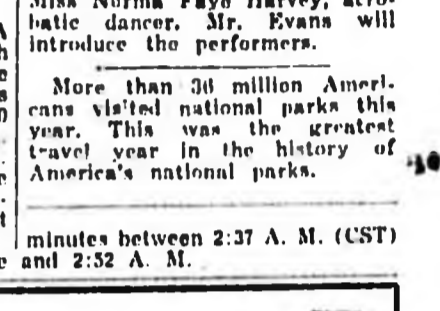 Miss Norma Faye Harvey, acro-
batic dancer. Mr. Evans will
introduce the performers.
More than 36 million Ameri-
cans visited national parks this
year. This was the greatest
travel year in the history of
America's national parks.
minutes between 2:37 A. M. (CST)
and 2:52 A. M.